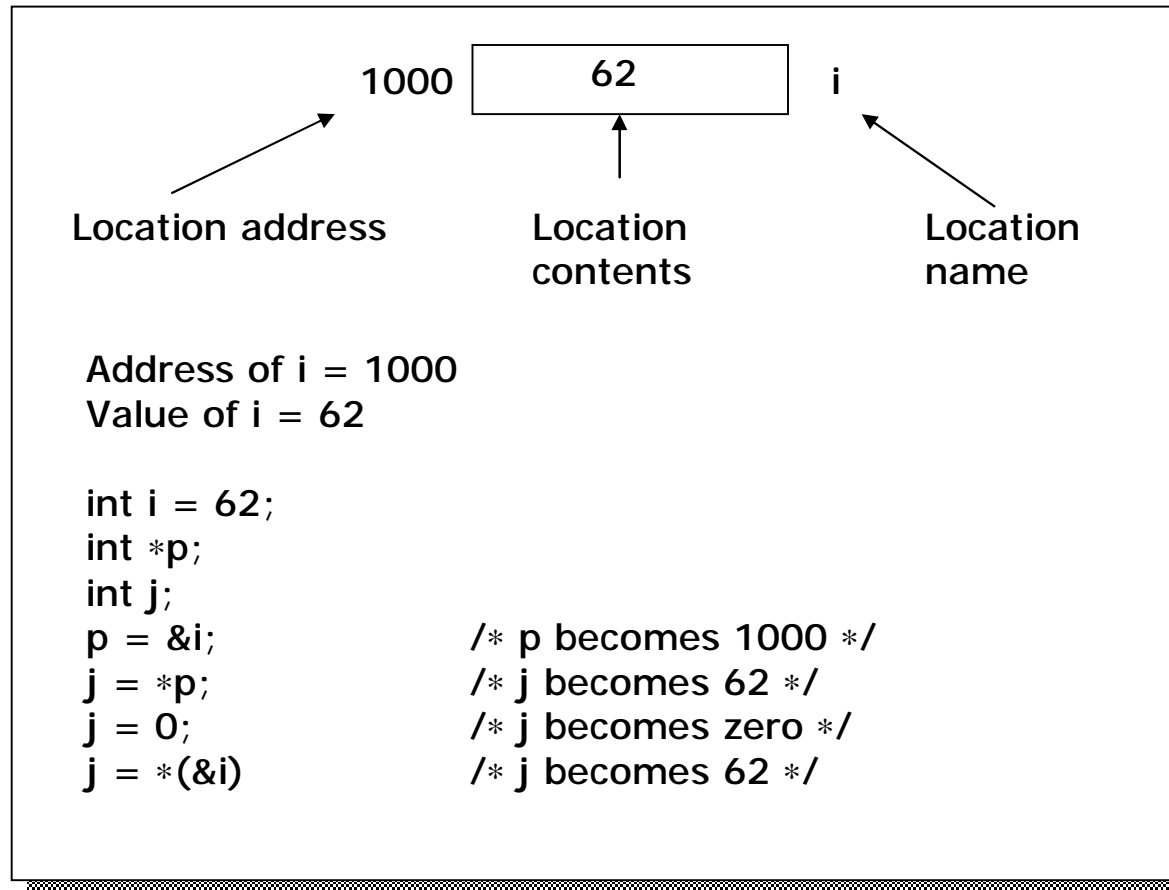 1000 62 i
Location address Location Location
contents name
Address of i = 1000
Value of i = 62
int i = 62;
int *p;
int j;
p = &i; /* p becomes 1000 */
j = *p; /* j becomes 62 */
j = 0; /* j becomes zero */
j = *(&i) /* j becomes 62 */